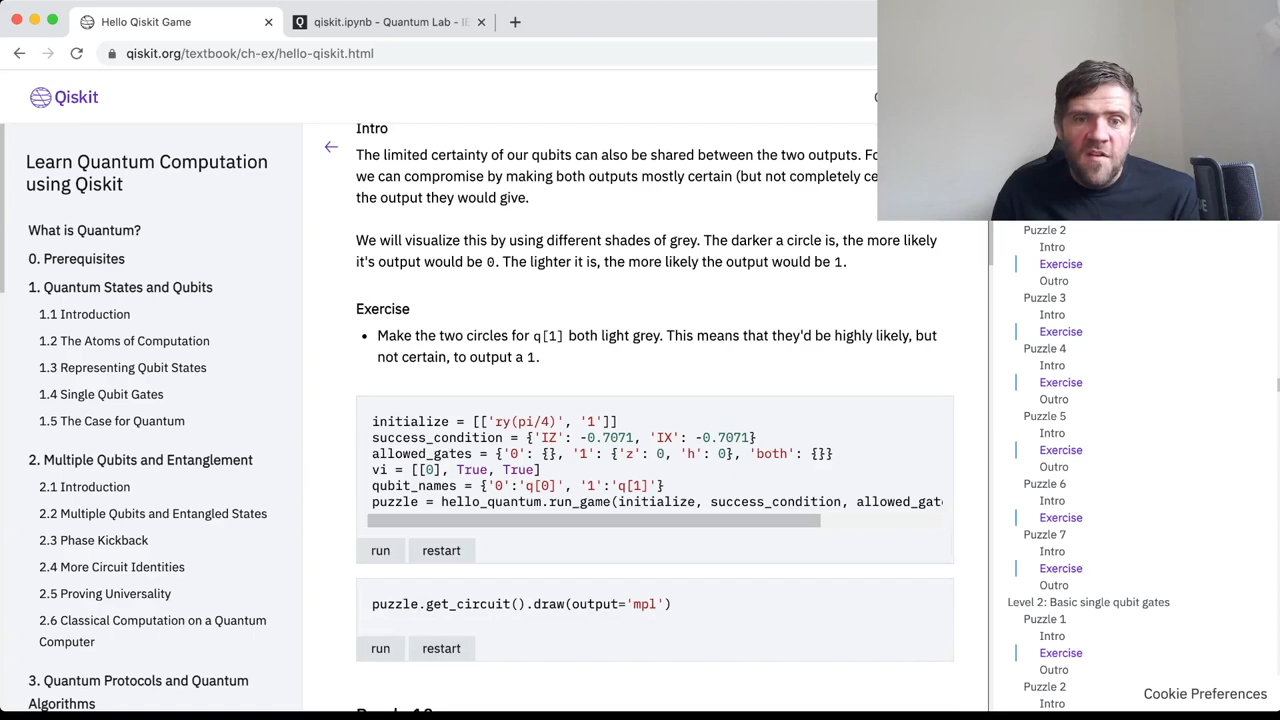 Hello Qiskit Game
qiskit.ipynb - Quantum Lab - I
qiskit.org/textbook/ch-ex/hello-qiskit.html
Qiskit
Learn Quantum Computation
using Qiskit
What is Quantum?
0. Prerequisites
1. Quantum States and Qubits
1.1 Introduction
1.2 The Atoms of Computation
1.3 Representing Qubit States
1.4 Single Qubit Gates
1.5 The Case for Quantum
2. Multiple Qubits and Entanglement
2.1 Introduction
2.2 Multiple Qubits and Entangled States
2.3 Phase Kickback
2.4 More Circuit Identities
2.5 Proving Universality
2.6 Classical Computation on a Quantum
Computer
3. Quantum Protocols and Quantum
Algorithms
Intro
The limited certainty of our qubits can also be shared between the two outputs. Fo
we can compromise by making both outputs mostly certain (but not completely ce
the output they would give.
We will visualize this by using different shades of grey. The darker a circle is, the more likely
it's output would be 0. The lighter it is, the more likely the output would be 1.
Exercise
• Make the two circles for q[1] both light grey. This means that they'd be highly likely, but
not certain, to output a 1.
initialize = [['ry(pi/4)', '1']]
success_condition = {'IZ': -0.7071, 'IX': -0.7071}
allowed_gates = {'0': {}, '1': {'z': 0, 'h': 0}, 'both': {}}
vi = [[0], True, True]
qubit_names = {'0':'q[0]', '1':'q[1]'}
puzzle = hello_quantum.run_game(initialize, success_condition, allowed_gate
run restart
puzzle.get_circuit().draw(output='mpl')
run restart
Puzzle 2
Intro
Exercise
Outro
Puzzle 3
Intro
Exercise
Puzzle 4
Intro
Exercise
Outro
Puzzle 5
Intro
Exercise
Outro
Puzzle 6
Intro
Exercise
Puzzle 7
Intro
Exercise
Outro
Level 2: Basic single qubit gates
Puzzle 1
Intro
Exercise
Outro
Puzzle 2
Intro
Cookie Preferences